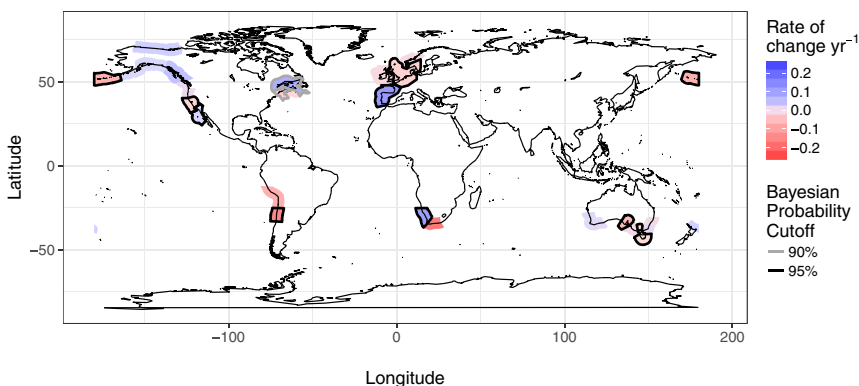 Latitude
50
0
−50
−100
0
100
200
Longitude
Rate of
change yr−1
0.2
0.1
0.0
−0.1
−0.2
Bayesian
Probability
Cutoff
90%
95%